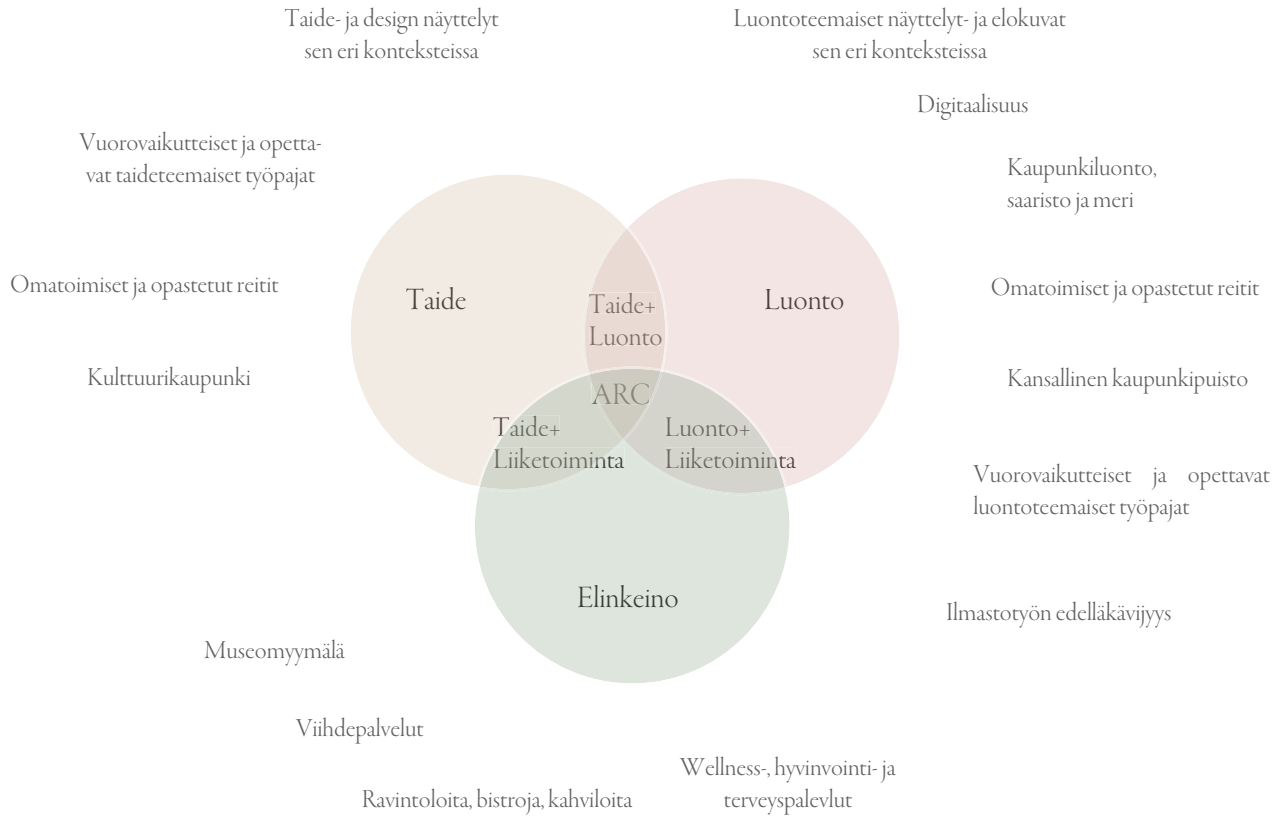 Taide- ja design näyttelyt
sen eri konteksteissa
Luontoteemaiset näyttelyt- ja elokuvat
sen eri konteksteissa
Digitaalisuus
Vuorovaikutteiset ja opetta-
vat taideteemaiset työpajat
Kaupunkiluonto,
saaristo ja meri
Omatoimiset ja opastetut reitit
Taide
Taide+
Luonto
Luonto
Omatoimiset ja opastetut reitit
Kulttuurikaupunki
ARC
Kansallinen kaupunkipuisto
Taide+
Liiketoiminta
Luonto+
Liiketoiminta
Vuorovaikutteiset ja opettavat
luontoteemaiset työpajat
Elinkeino
Ilmastotyön edelläkävijyys
Museomyymälä
Viihdepalvelut
Ravintoloita, bistroja, kahviloita
Wellness-, hyvinvointi- ja
terveyspalevlut